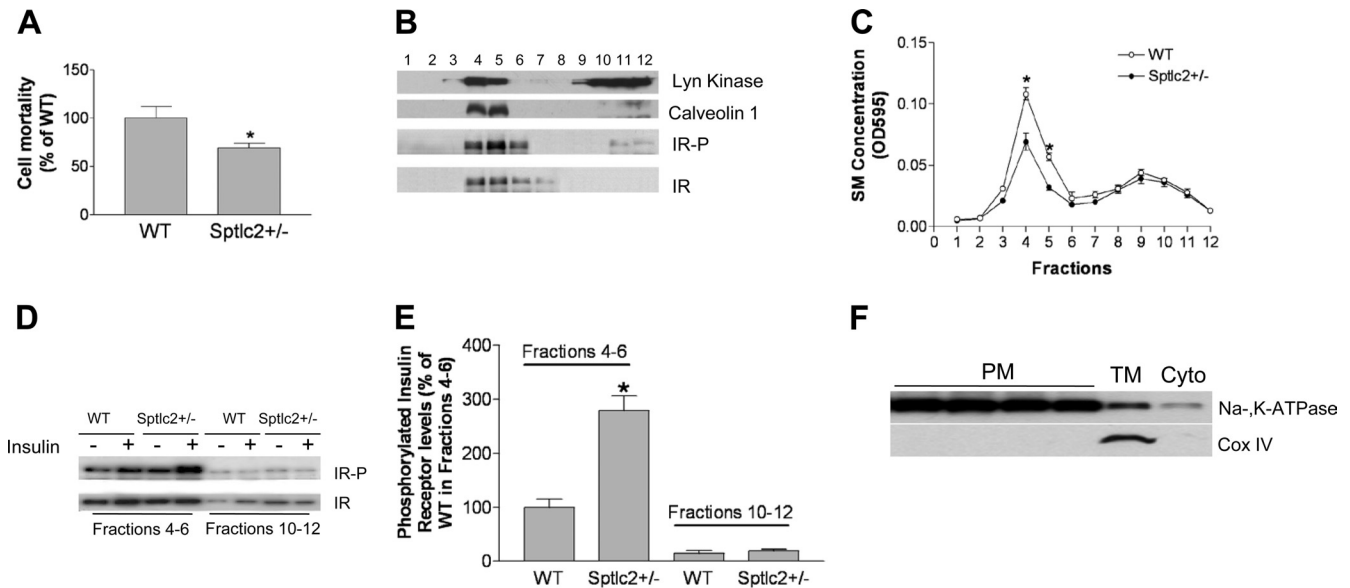 A
Cell mortality
(% of WT)
150
100
50
0
*
WT
Sptlc2+/-
B
1 2 3 4 5 6 7 8 9 10 11 12
Lyn Kinase
Calveolin 1
IR-P
IR
C
SM Concentration
(OD595)
0.15
0.10
0.05
0.00
WT
Sptlc2+/-
*
*
0 1 2 3 4 5 6 7 8 9 10 11 12
Fractions
D
WT Sptlc2+/- WT Sptlc2+/-
Insulin - + - + - + - +
IR-P
IR
Fractions 4-6 Fractions 10-12
E
Phosphorylated Insulin
Receptor levels (% of
WT in Fractions 4-6)
400
300
200
100
0
Fractions 4-6
*
Fractions 10-12
WT Sptlc2+/- WT Sptlc2+/-
F
PM TM Cyto
Na-,K-ATPase
Cox IV